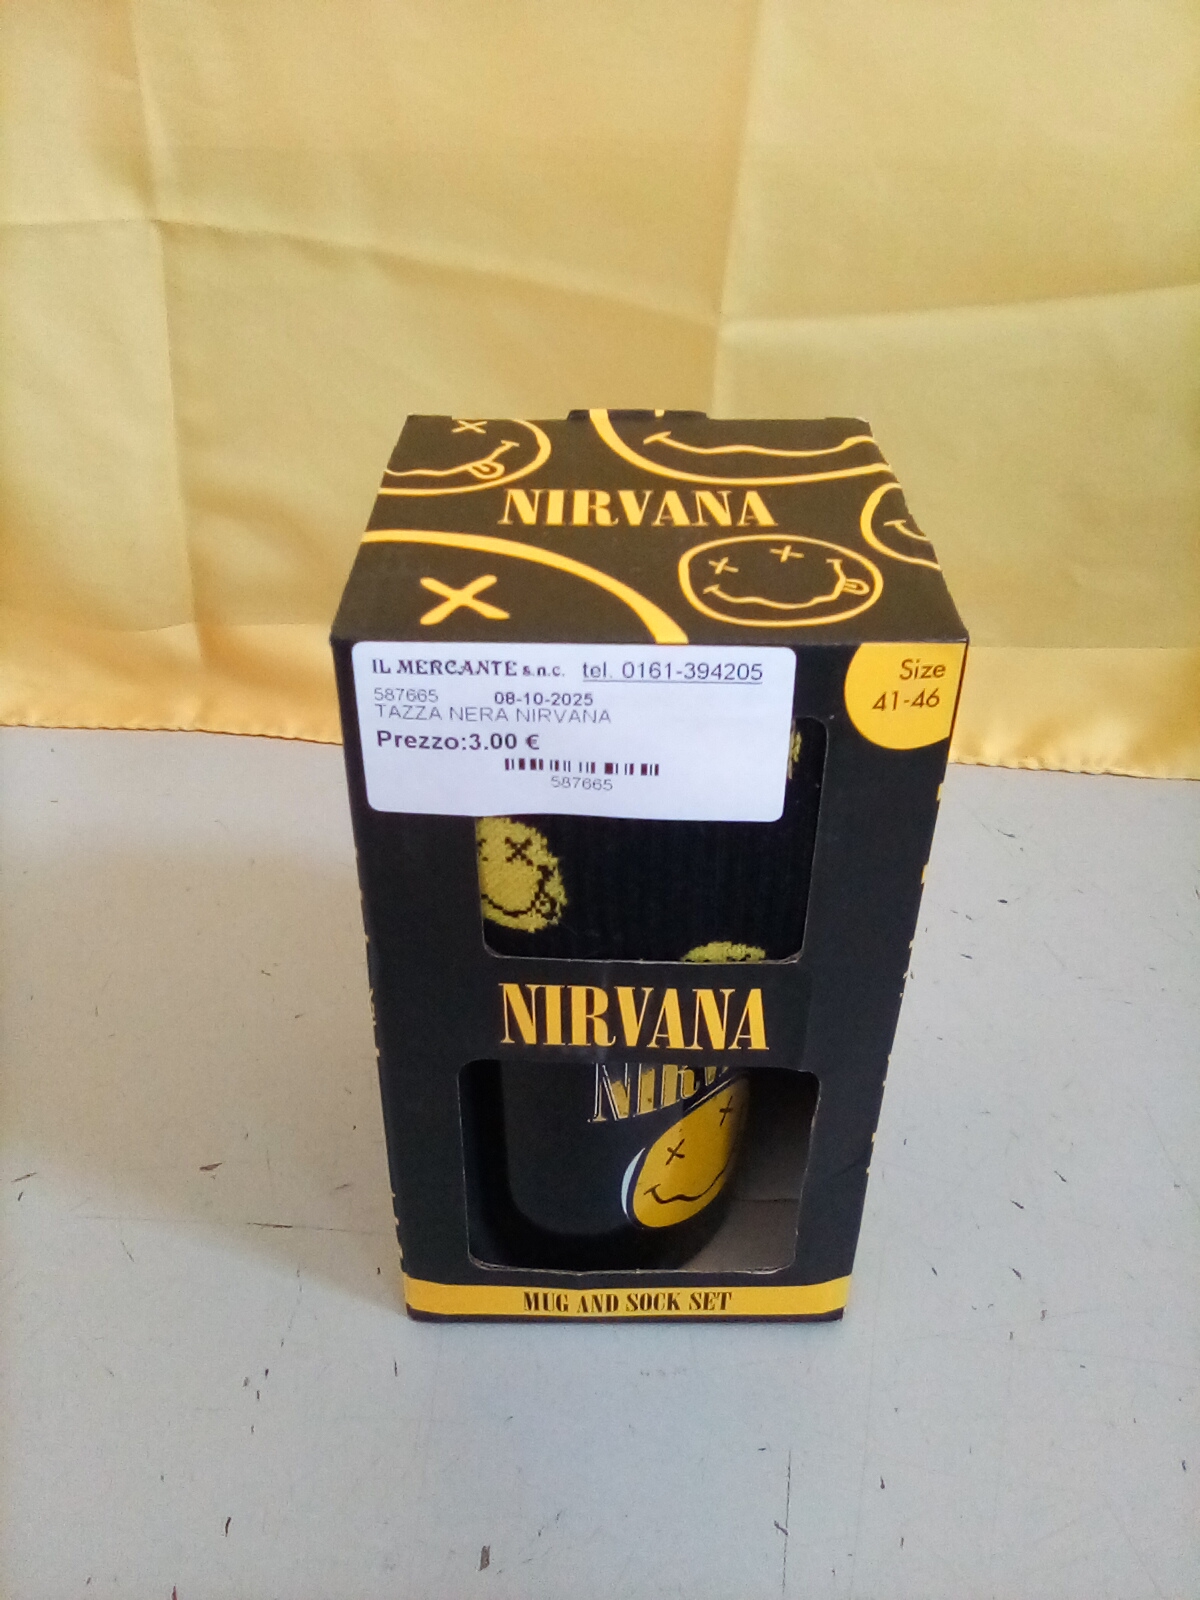 NIRVANA
IL MERCANTE s.n.c. tel. 0161-394205
587665 08-10-2025
TAZZA NERA NIRVANA
Prezzo:3.00 €
587665
Size
41-46
NIRVANA
MUG AND SOCK SET